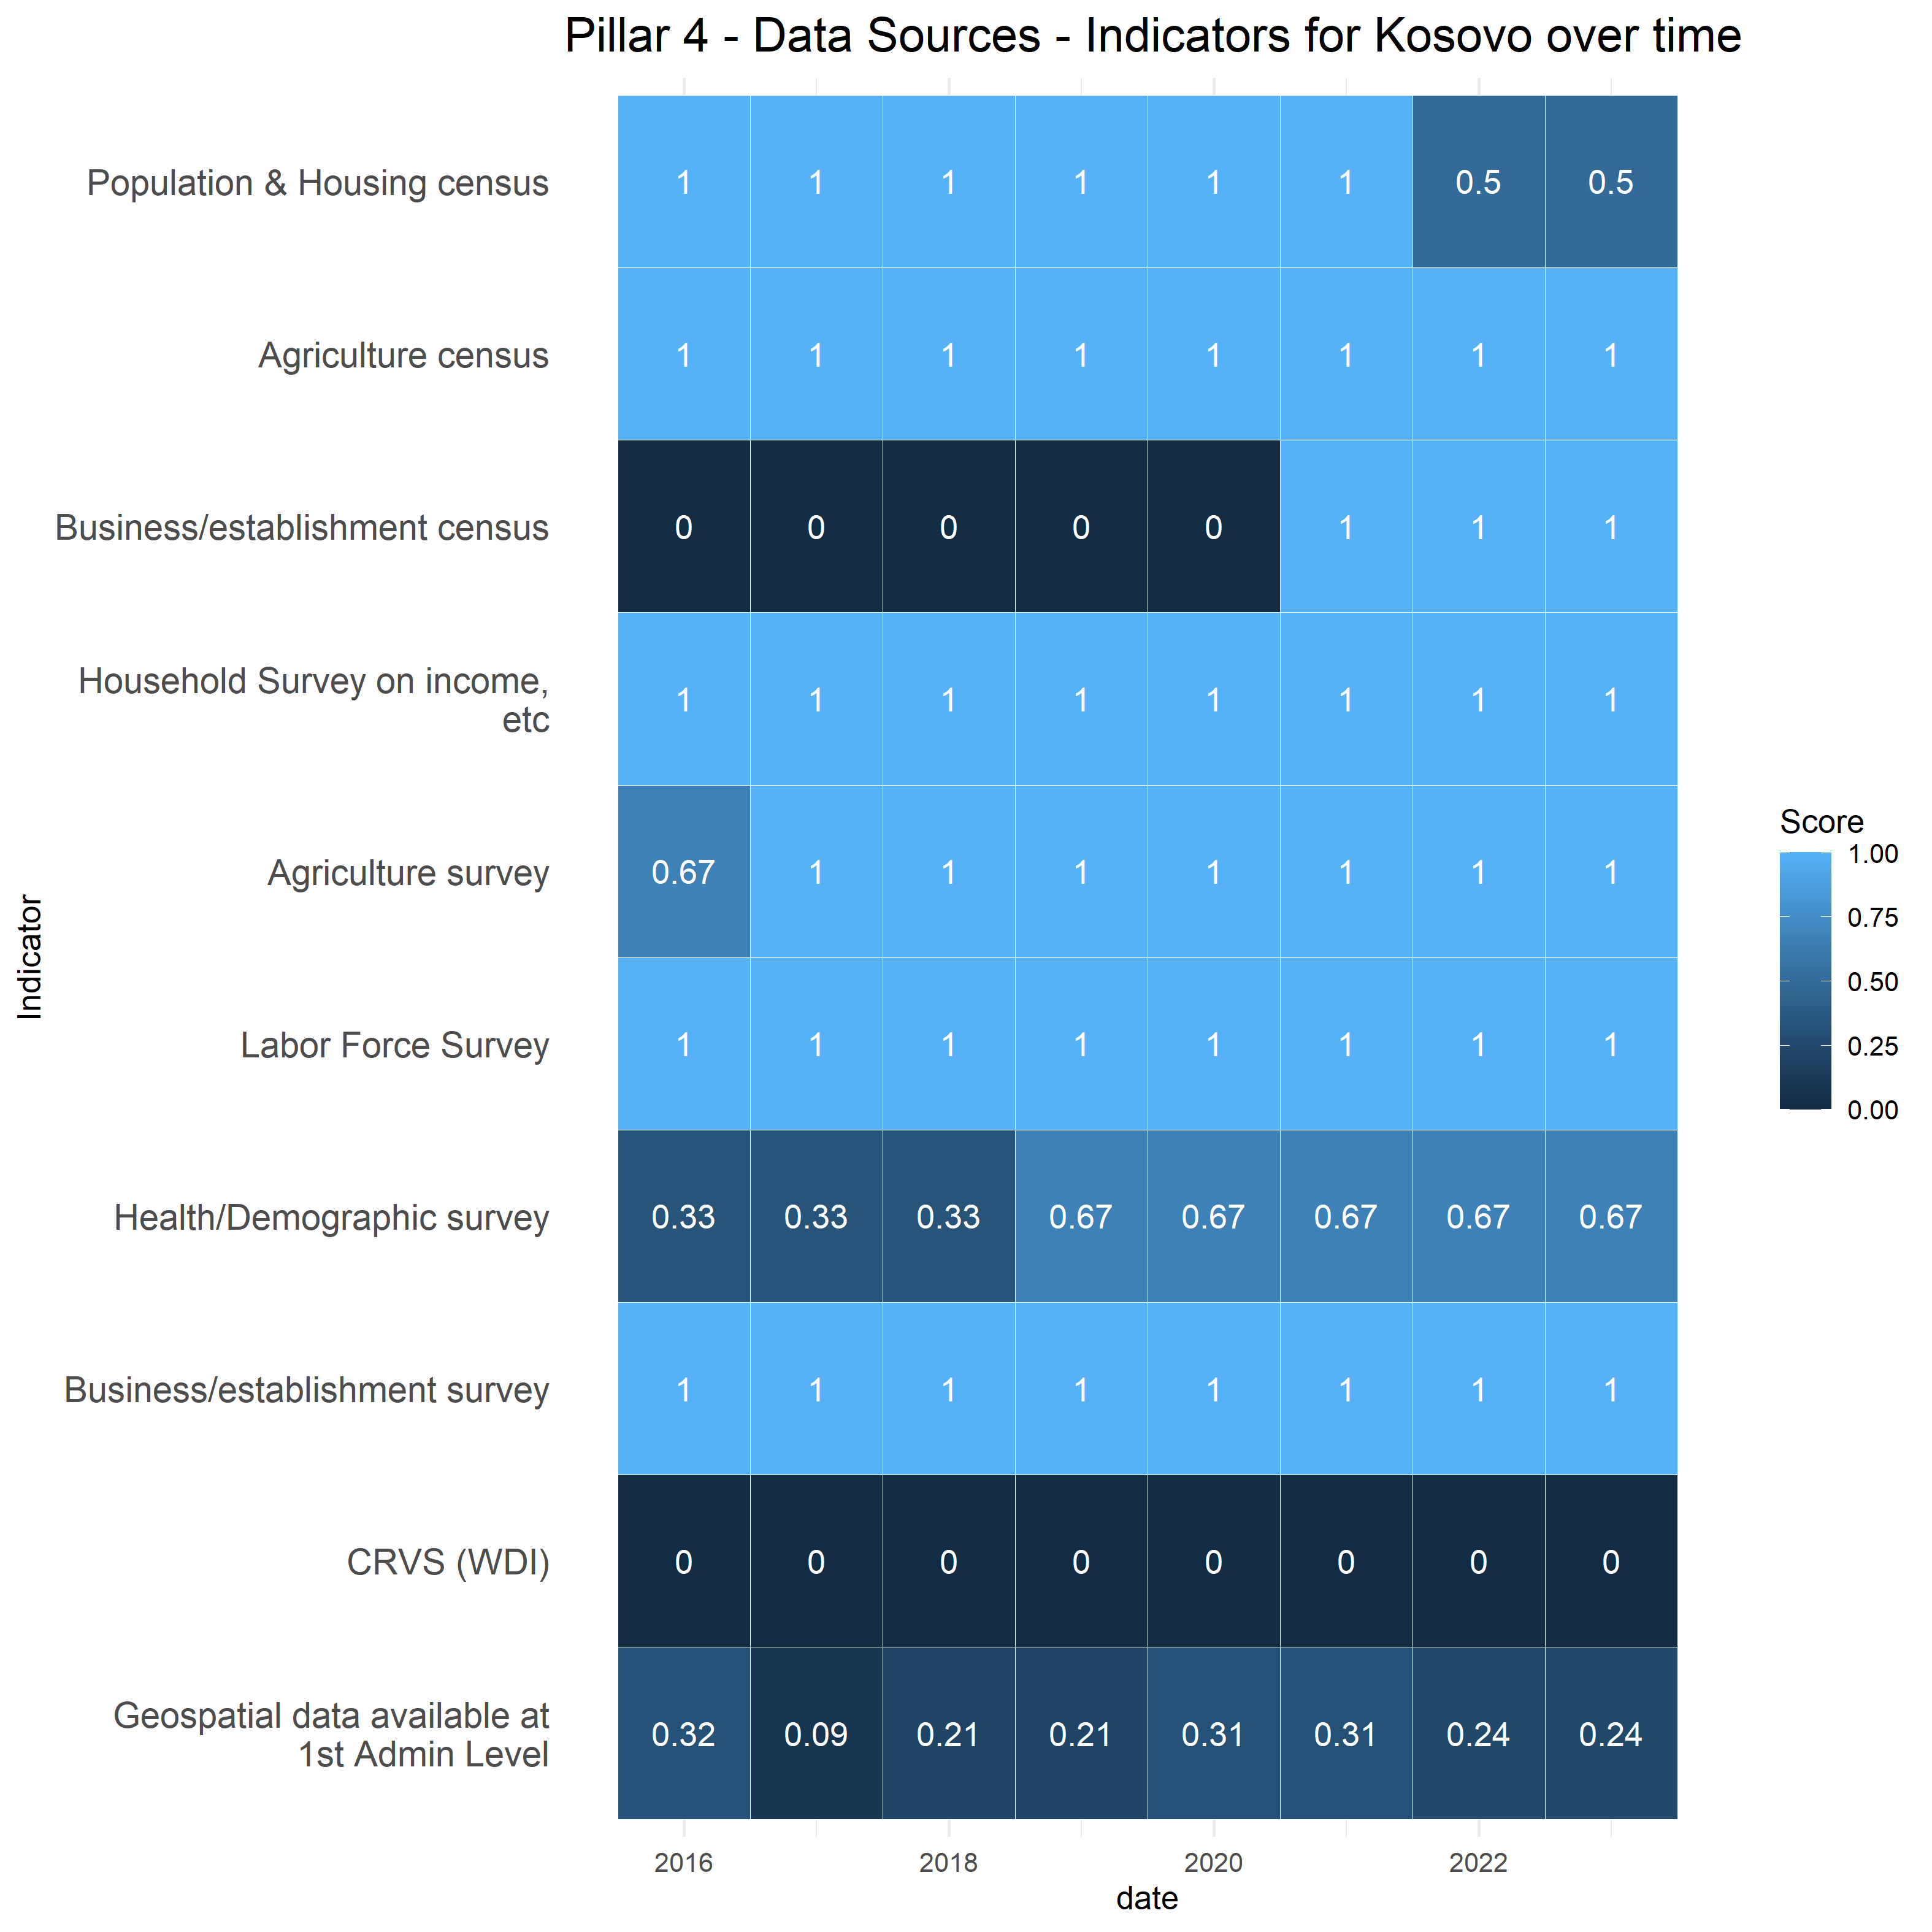 Pillar 4 - Data Sources - Indicators for Kosovo over time
Population & Housing census
1 1 1 1 1 1 0.5 0.5
Agriculture census
1 1 1 1 1 1 1 1
Business/establishment census
0 0 0 0 0 1 1 1
Household Survey on income,
etc
1 1 1 1 1 1 1 1
Agriculture survey
0.67 1 1 1 1 1 1 1
Labor Force Survey
1 1 1 1 1 1 1 1
Health/Demographic survey
0.33 0.33 0.33 0.67 0.67 0.67 0.67 0.67
Business/establishment survey
1 1 1 1 1 1 1 1
CRVS (WDI)
0 0 0 0 0 0 0 0
Geospatial data available at
1st Admin Level
0.32 0.09 0.21 0.21 0.31 0.31 0.24 0.24
2016 2018 2020 2022
date
Indicator
Score
1.00
0.75
0.50
0.25
0.00